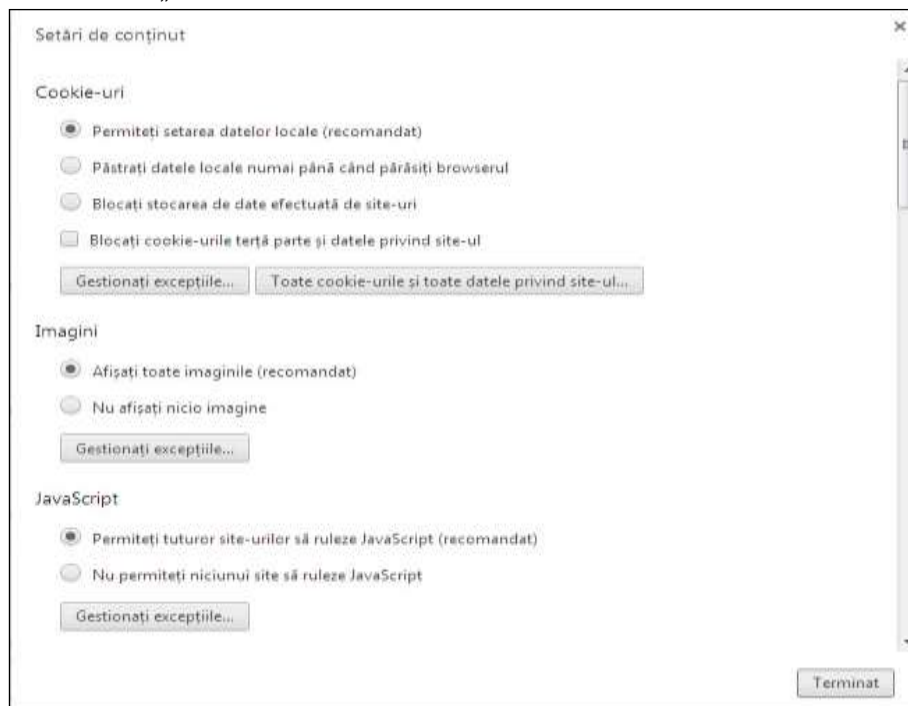 „
Setări de conținut
Cookie-uri
Permiteți setarea datelor locale (recomandat)
Păstrați datele locale numai până când părăsiți browserul
Blocați stocarea de date efectuată de site-uri
Blocați cookie-urile terță parte și datele privind site-ul
Gestionați excepțiile... Toate cookie-urile și toate datele privind site-ul...
Imagini
Afișați toate imaginile (recomandat)
Nu afișați nicio imagine
Gestionați excepțiile...
JavaScript
Permiteți tuturor site-urilor să ruleze JavaScript (recomandat)
Nu permiteți niciunui site să ruleze JavaScript
Gestionați excepțiile...
Terminat